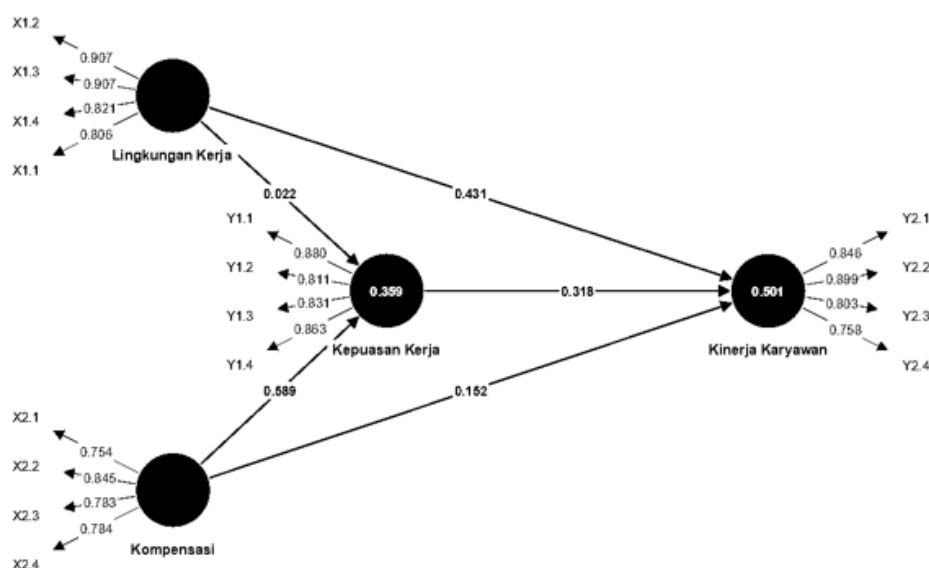 X1.2
0.907
X1.3
0.907
X1.4
0.821
0.806
X1.1
Lingkungan Kerja
0.022
0.431
Y1.1
0.880
Y1.2
0.811
Y1.3
0.831
0.863
Y1.4
0.359
Kepuasan Kerja
0.318
0.501
Kinerja Karyawan
Y2.1
0.846
Y2.2
0.899
Y2.3
0.803
0.758
Y2.4
0.589
0.152
X2.1
0.754
X2.2
0.845
X2.3
0.783
0.784
X2.4
Kompensasi